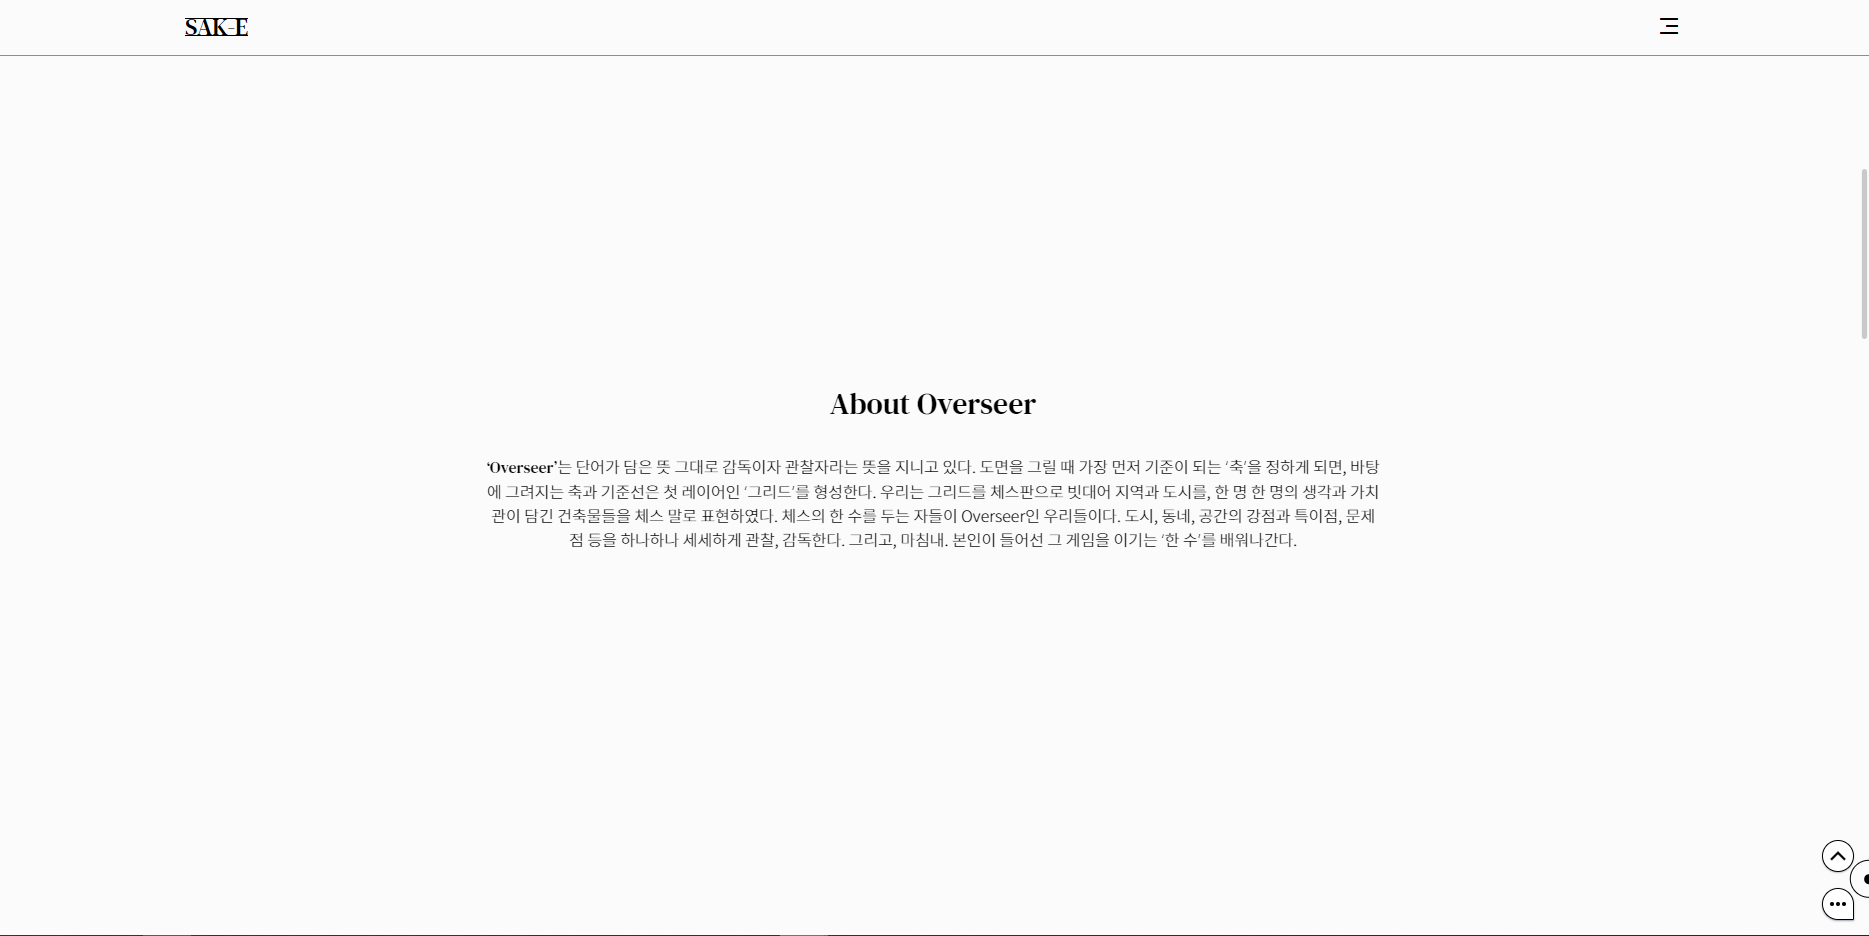 SAK-E
About Overseer
‘Overseer’는 단어가 담은 뜻 그대로 감독이자 관찰자라는 뜻을 지니고 있다. 도면을 그릴 때 가장 먼저 기준이 되는 ‘축’을 정하게 되면, 바탕
에 그려지는 축과 기준선은 첫 레이어인 ‘그리드’를 형성한다. 우리는 그리드를 체스판으로 빗대어 지역과 도시를, 한 명 한 명의 생각과 가치
관이 담긴 건축물들을 체스 말로 표현하였다. 체스의 한 수를 두는 자들이 Overseer인 우리들이다. 도시, 동네, 공간의 강점과 특이점, 문제
점 등을 하나하나 세세하게 관찰, 감독한다. 그리고, 마침내. 본인이 들어선 그 게임을 이기는 ‘한 수’를 배워나간다.